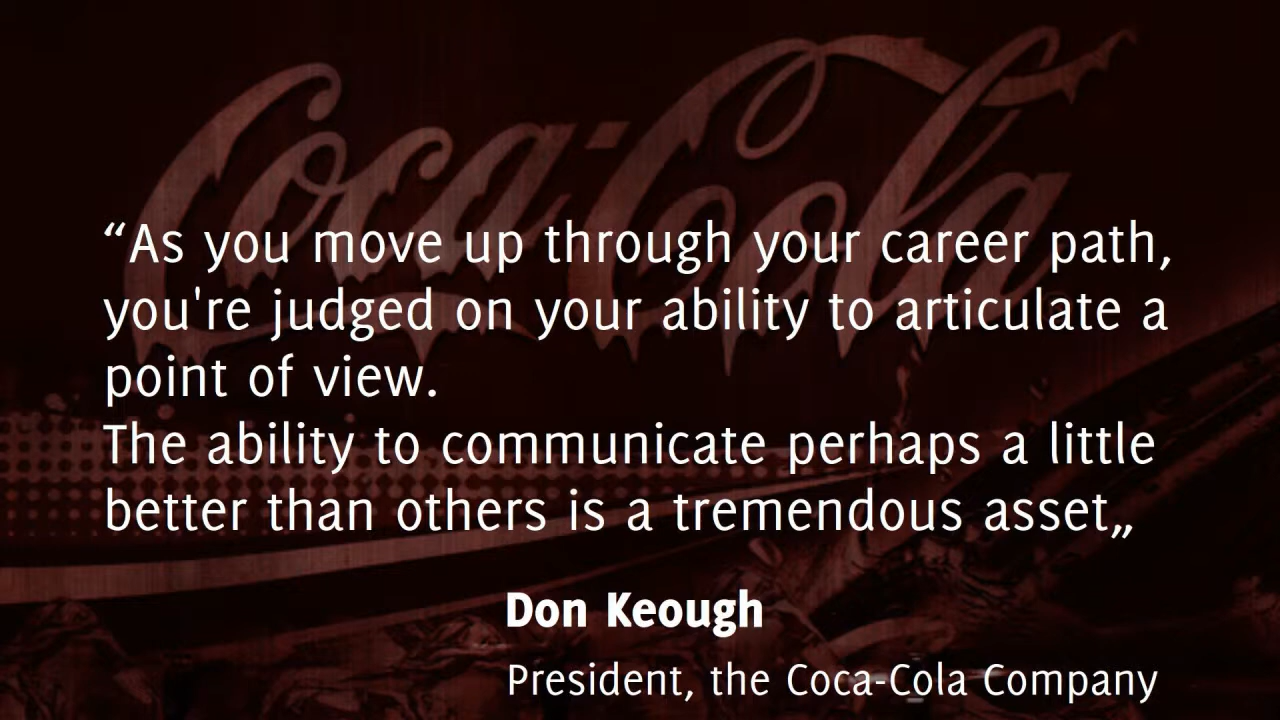 Coca-Cola
“As you move up through your career path,
you're judged on your ability to articulate a
point of view.
The ability to communicate perhaps a little
better than others is a tremendous asset„
Don Keough
President, the Coca-Cola Company